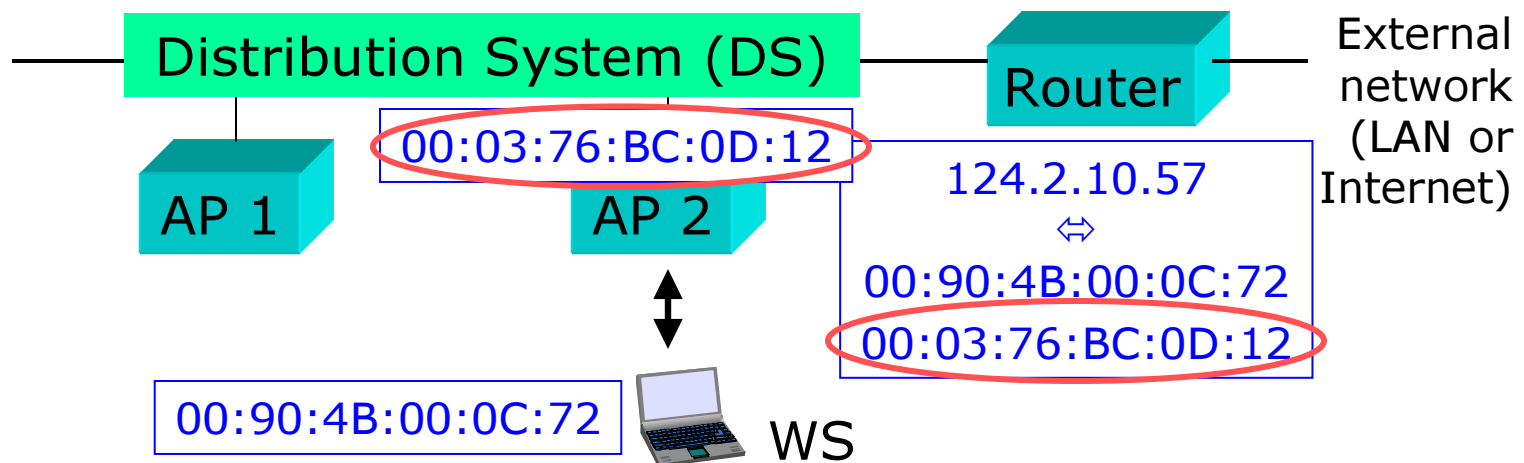 Distribution System (DS)
Router
External
network
(LAN or
Internet)
00:03:76:BC:0D:12
AP 1
AP 2
124.2.10.57
⬄
00:90:4B:00:0C:72
00:03:76:BC:0D:12
00:90:4B:00:0C:72
WS